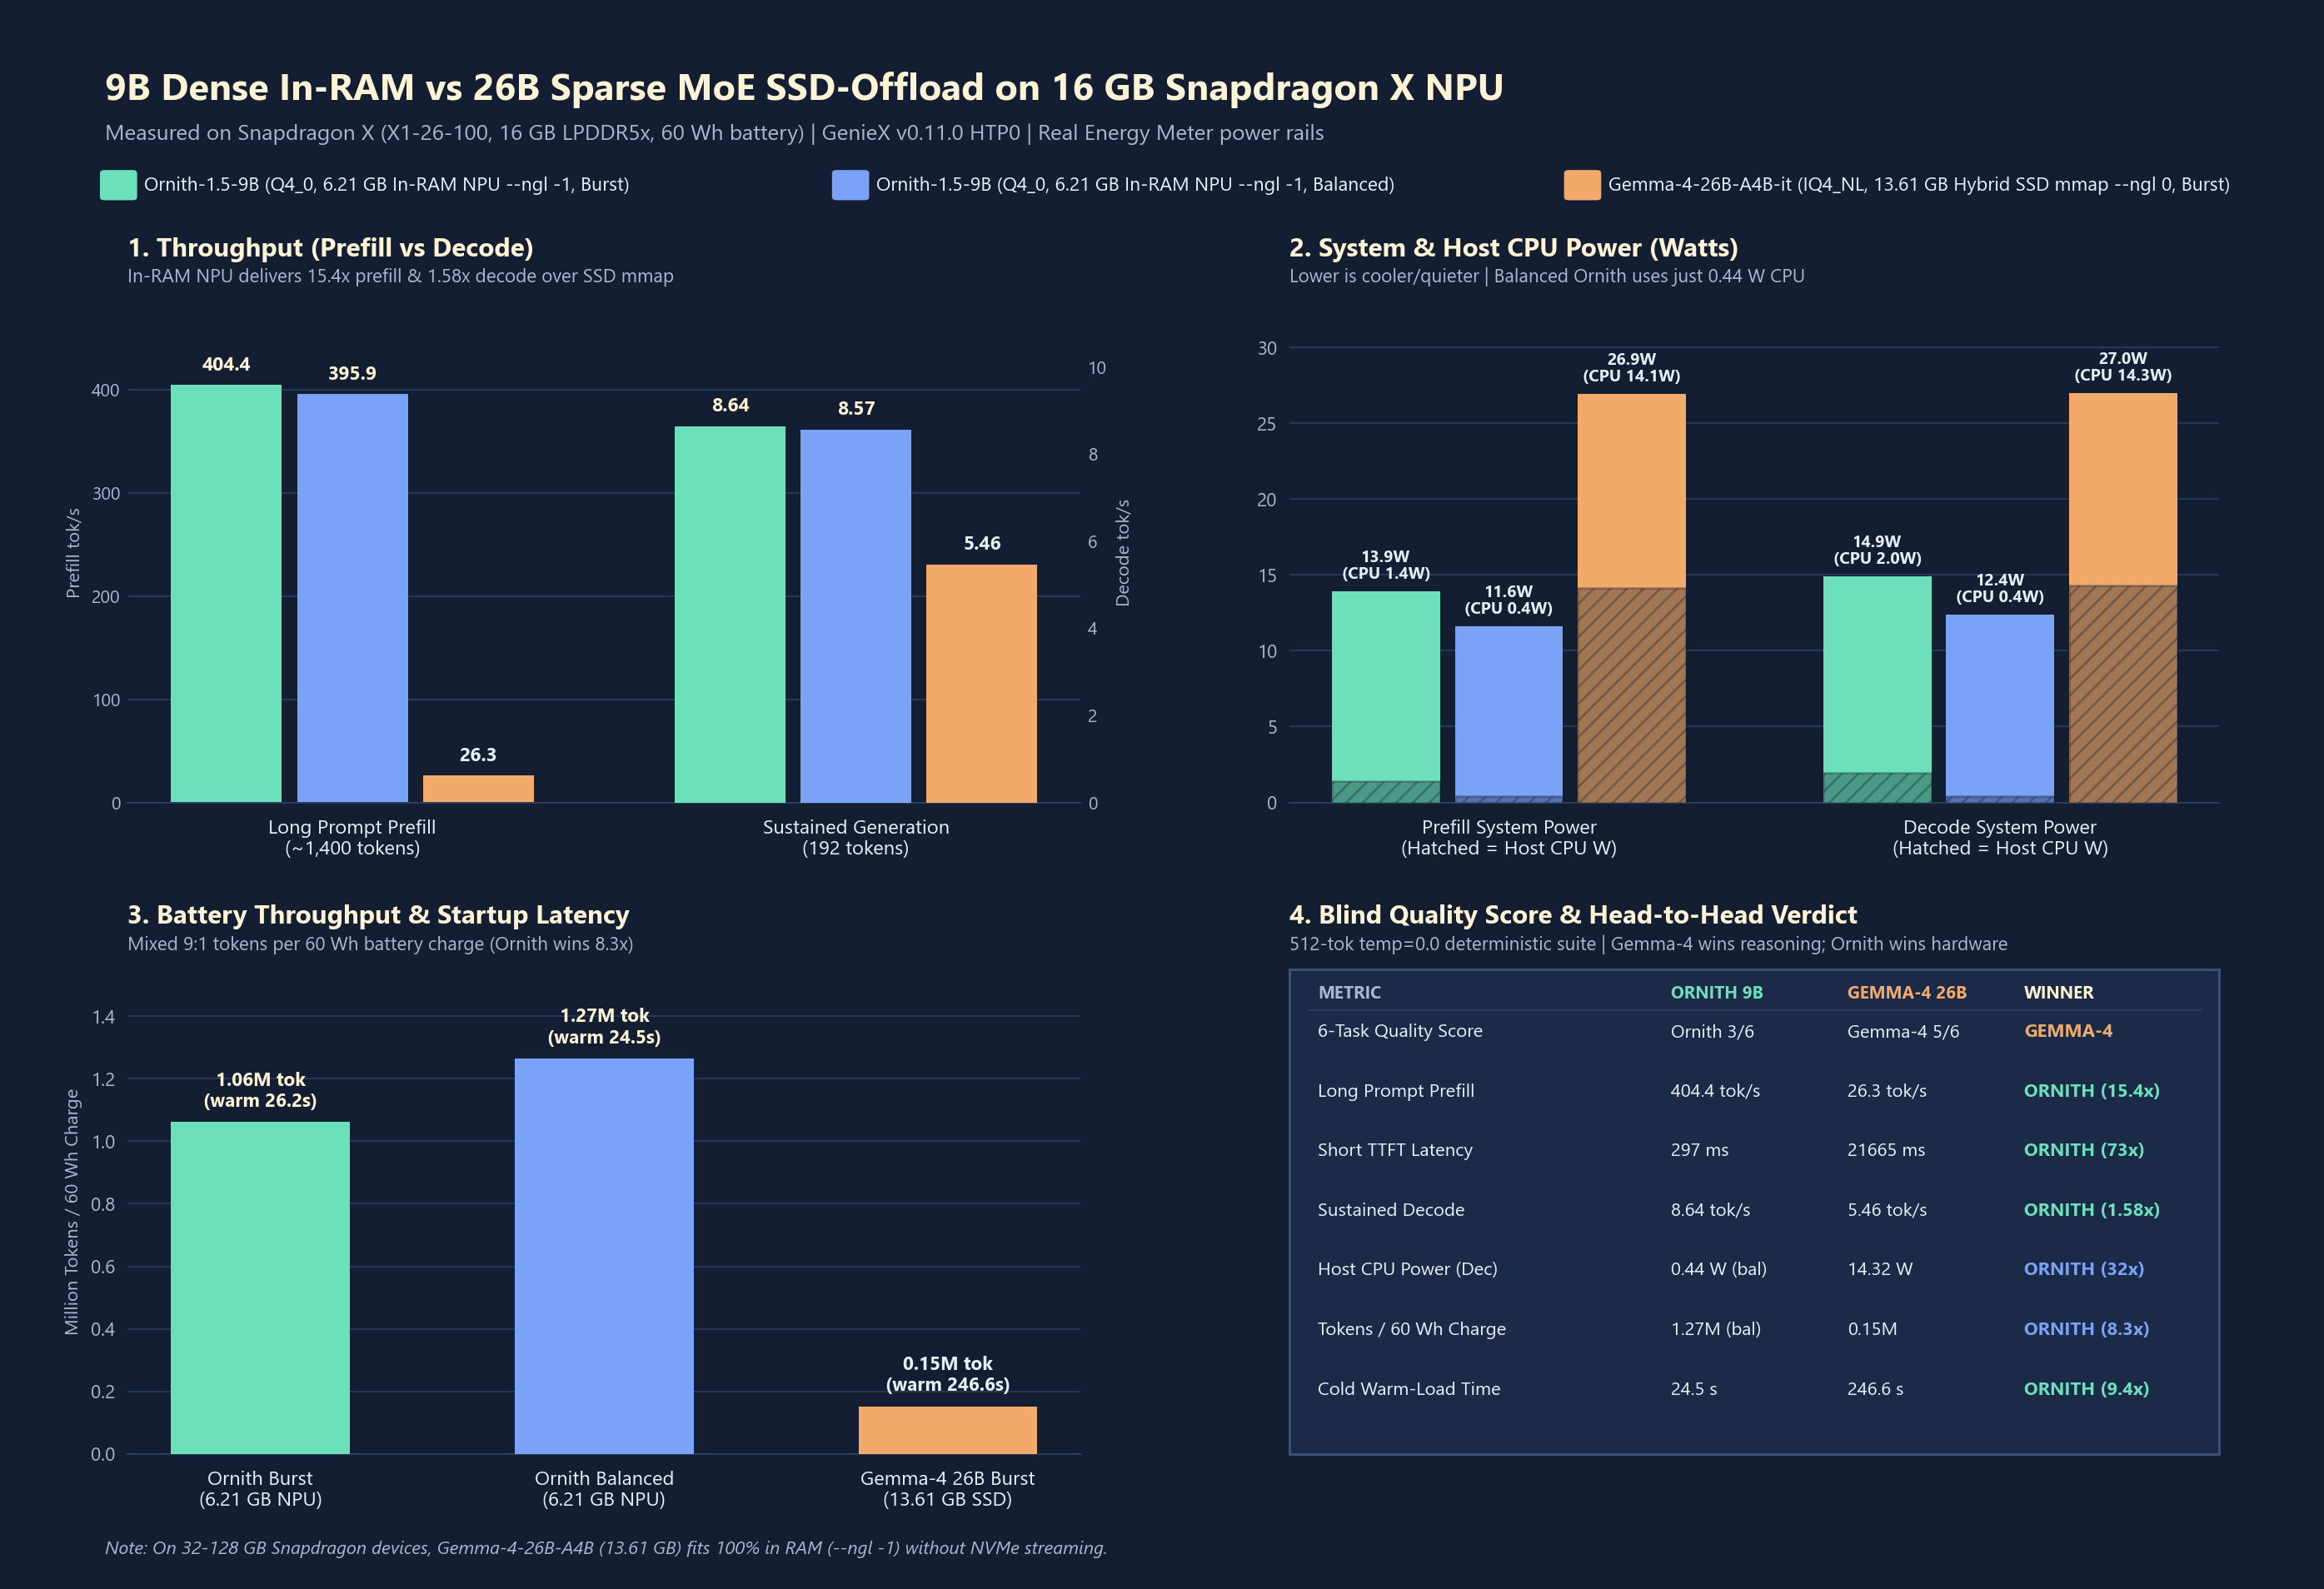 9B Dense In-RAM vs 26B Sparse MoE SSD-Offload on 16 GB Snapdragon X NPU
Measured on Snapdragon X (X1-26-100, 16 GB LPDDR5x, 60 Wh battery) | GenieX v0.11.0 HTP0 | Real Energy Meter power rails
Ornith-1.5-9B (Q4_0, 6.21 GB In-RAM NPU --ngl -1, Burst)
Ornith-1.5-9B (Q4_0, 6.21 GB In-RAM NPU --ngl -1, Balanced)
Gemma-4-26B-A4B-it (IQ4_NL, 13.61 GB Hybrid SSD mmap --ngl 0, Burst)
1. Throughput (Prefill vs Decode)
In-RAM NPU delivers 15.4x prefill & 1.58x decode over SSD mmap
Prefill tok/s
400
300
200
100
0
404.4
395.9
26.3
8.64
8.57
5.46
10
8
6
4
2
0
Decode tok/s
Long Prompt Prefill
(~1,400 tokens)
Sustained Generation
(192 tokens)
2. System & Host CPU Power (Watts)
Lower is cooler/quieter | Balanced Ornith uses just 0.44 W CPU
30
25
20
15
10
5
0
13.9W
(CPU 1.4W)
11.6W
(CPU 0.4W)
26.9W
(CPU 14.1W)
14.9W
(CPU 2.0W)
12.4W
(CPU 0.4W)
27.0W
(CPU 14.3W)
Prefill System Power
(Hatched = Host CPU W)
Decode System Power
(Hatched = Host CPU W)
3. Battery Throughput & Startup Latency
Mixed 9:1 tokens per 60 Wh battery charge (Ornith wins 8.3x)
Million Tokens / 60 Wh Charge
1.4
1.2
1.0
0.8
0.6
0.4
0.2
0.0
1.06M tok
(warm 26.2s)
1.27M tok
(warm 24.5s)
0.15M tok
(warm 246.6s)
Ornith Burst
(6.21 GB NPU)
Ornith Balanced
(6.21 GB NPU)
Gemma-4 26B Burst
(13.61 GB SSD)
4. Blind Quality Score & Head-to-Head Verdict
512-tok temp=0.0 deterministic suite | Gemma-4 wins reasoning; Ornith wins hardware
METRIC ORNITH 9B GEMMA-4 26B WINNER
6-Task Quality Score Ornith 3/6 Gemma-4 5/6 GEMMA-4
Long Prompt Prefill 404.4 tok/s 26.3 tok/s ORNITH (15.4x)
Short TTFT Latency 297 ms 21665 ms ORNITH (73x)
Sustained Decode 8.64 tok/s 5.46 tok/s ORNITH (1.58x)
Host CPU Power (Dec) 0.44 W (bal) 14.32 W ORNITH (32x)
Tokens / 60 Wh Charge 1.27M (bal) 0.15M ORNITH (8.3x)
Cold Warm-Load Time 24.5 s 246.6 s ORNITH (9.4x)
Note: On 32-128 GB Snapdragon devices, Gemma-4-26B-A4B (13.61 GB) fits 100% in RAM (--ngl -1) without NVMe streaming.